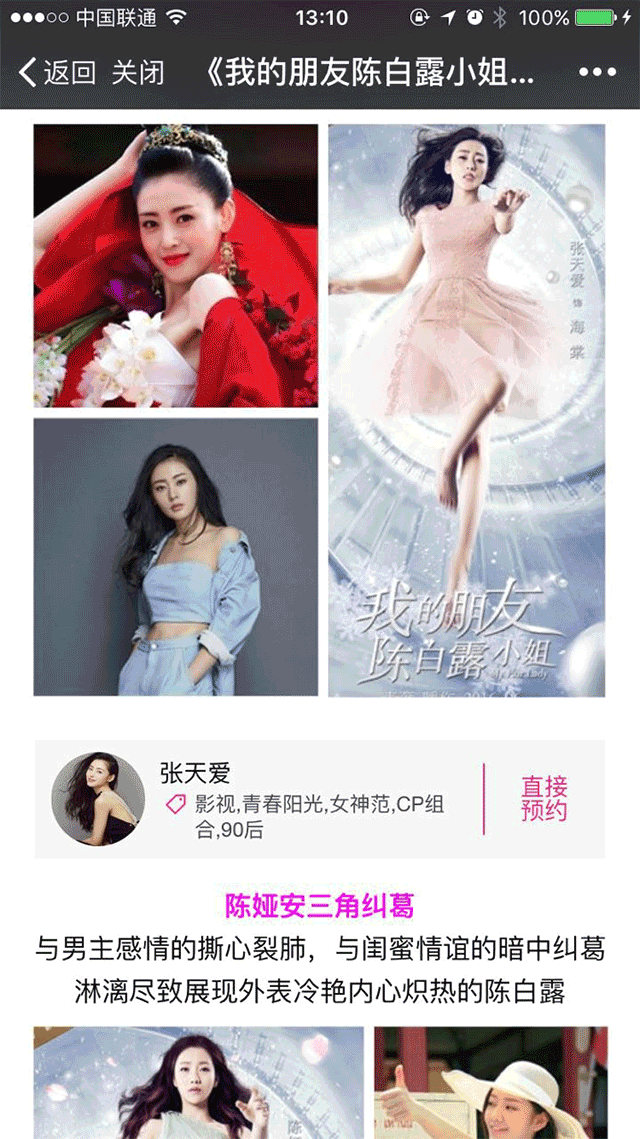 中国联通
13:10
100%
返回 关闭 《我的朋友陈白露小姐...
张天爱 饰 海棠
我的朋友
陈白露小姐
张天爱
影视,青春阳光,女神范,CP组
合,90后
直接
预约
陈娅安三角纠葛
与男主感情的撕心裂肺，与闺蜜情谊的暗中纠葛
淋漓尽致展现外表冷艳内心炽热的陈白露